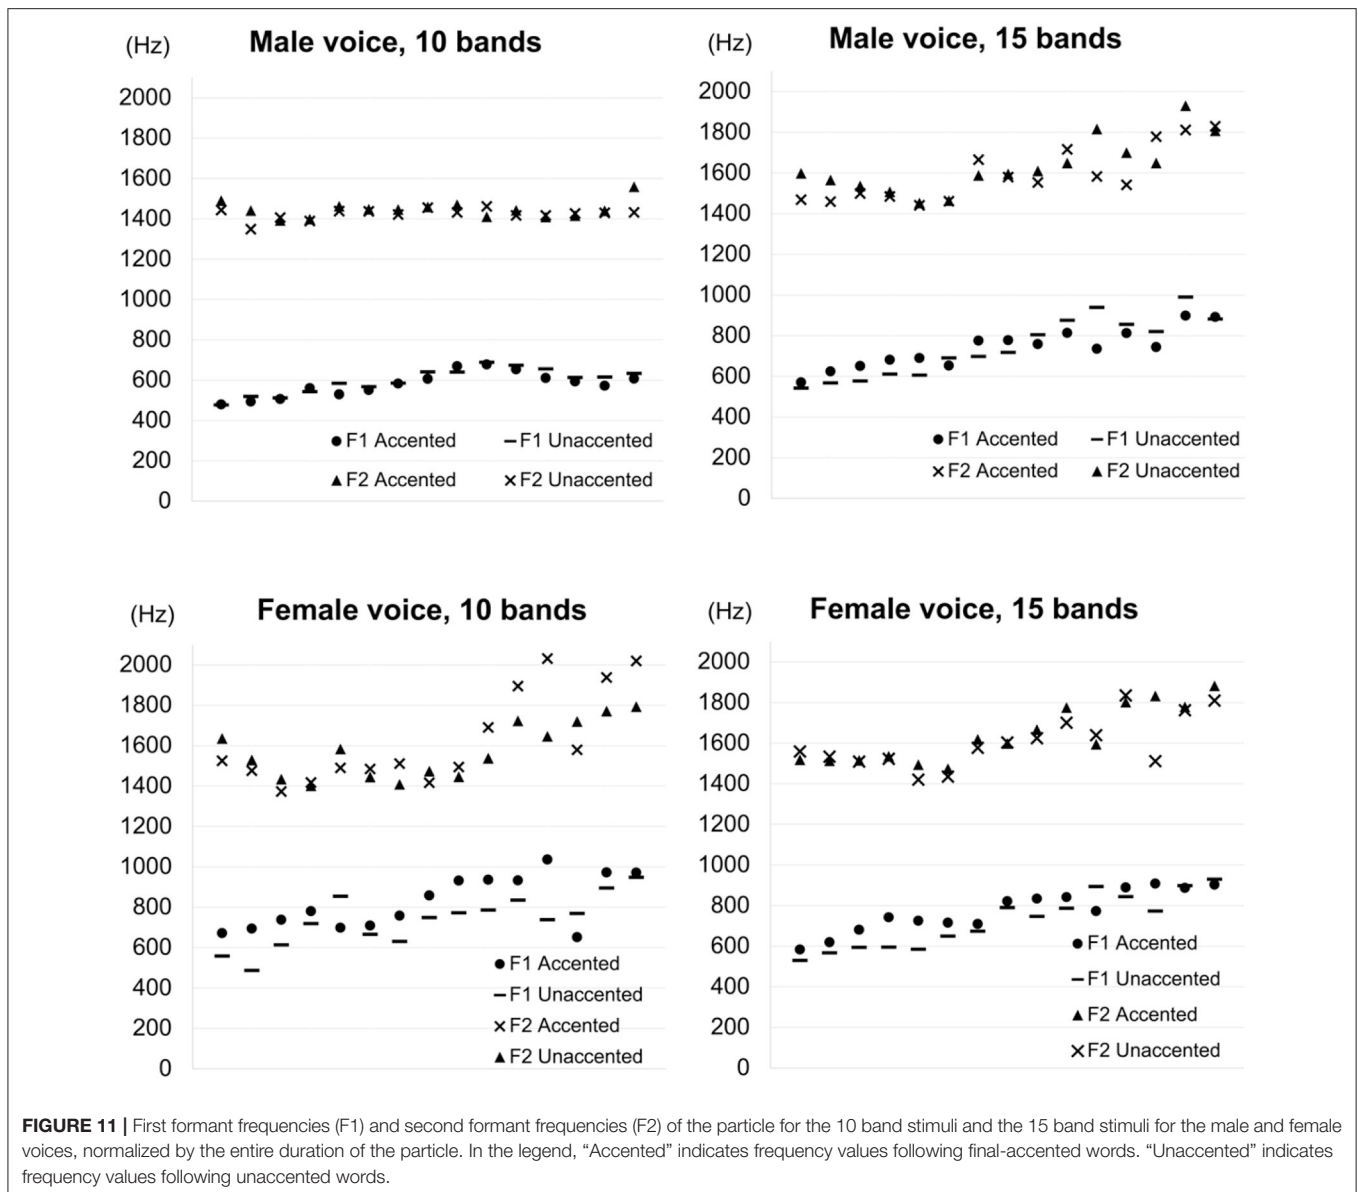 (Hz) Male voice, 10 bands
2000
1800
1600
1400
1200
1000
800
600
400
200
0
F1 Accented F1 Unaccented
F2 Accented F2 Unaccented
(Hz) Male voice, 15 bands
2000
1800
1600
1400
1200
1000
800
600
400
200
0
F1 Accented F1 Unaccented
F2 Accented F2 Unaccented
(Hz) Female voice, 10 bands
2000
1800
1600
1400
1200
1000
800
600
400
200
0
F1 Accented
F1 Unaccented
F2 Accented
F2 Unaccented
(Hz) Female voice, 15 bands
2000
1800
1600
1400
1200
1000
800
600
400
200
0
F1 Accented
F1 Unaccented
F2 Accented
F2 Unaccented
FIGURE 11 | First formant frequencies (F1) and second formant frequencies (F2) of the particle for the 10 band stimuli and the 15 band stimuli for the male and female
voices, normalized by the entire duration of the particle. In the legend, “Accented” indicates frequency values following final-accented words. “Unaccented” indicates
frequency values following unaccented words.